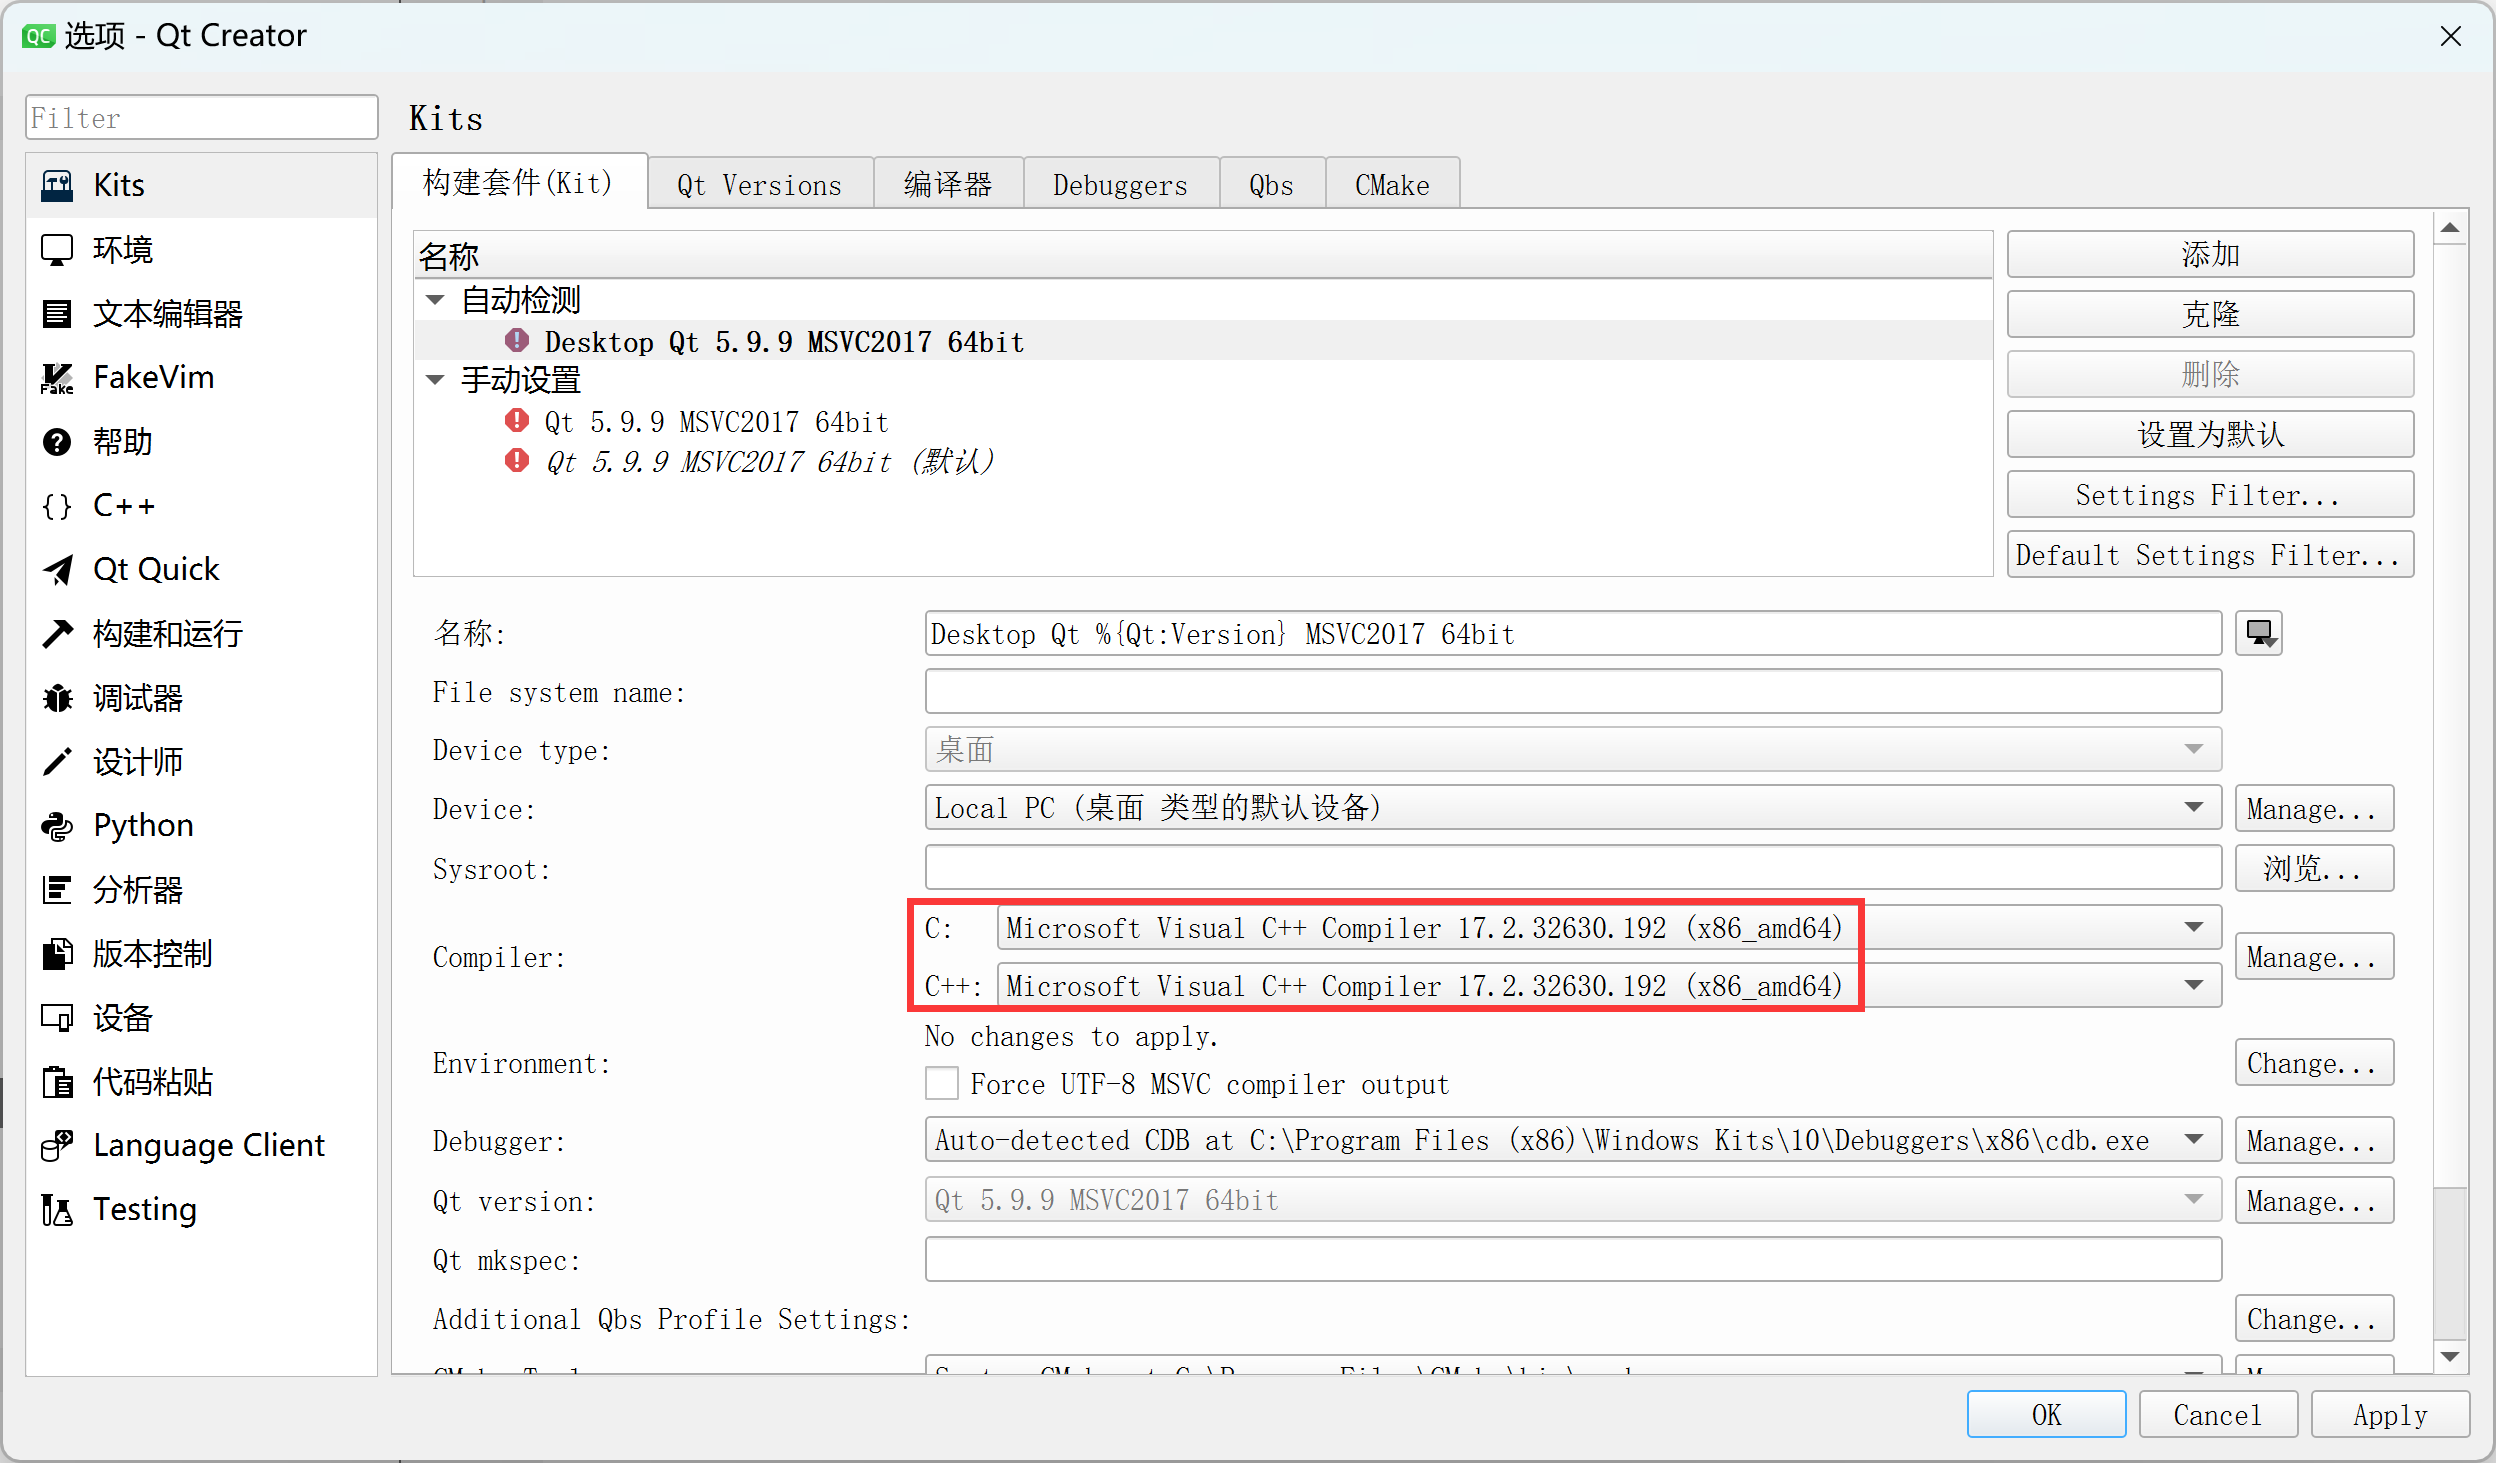 选项 - Qt Creator
Filter
Kits
环境
文本编辑器
FakeVim
帮助
C++
Qt Quick
构建和运行
调试器
设计师
Python
分析器
版本控制
设备
代码粘贴
Language Client
Testing
Kits
构建套件(Kit) Qt Versions 编译器 Debuggers Qbs CMake
名称
自动检测
Desktop Qt 5.9.9 MSVC2017 64bit
手动设置
Qt 5.9.9 MSVC2017 64bit
Qt 5.9.9 MSVC2017 64bit (默认)
添加
克隆
删除
设置为默认
Settings Filter...
Default Settings Filter...
名称: Desktop Qt %{Qt:Version} MSVC2017 64bit
File system name:
Device type: 桌面
Device: Local PC (桌面 类型的默认设备) Manage...
Sysroot: 浏览...
Compiler:
C: Microsoft Visual C++ Compiler 17.2.32630.192 (x86_amd64)
C++: Microsoft Visual C++ Compiler 17.2.32630.192 (x86_amd64)
Manage...
Environment:
No changes to apply.
Force UTF-8 MSVC compiler output
Change...
Debugger: Auto-detected CDB at C:\Program Files (x86)\Windows Kits\10\Debuggers\x86\cdb.exe Manage...
Qt version: Qt 5.9.9 MSVC2017 64bit Manage...
Qt mkspec:
Additional Qbs Profile Settings: Change...
OK Cancel Apply